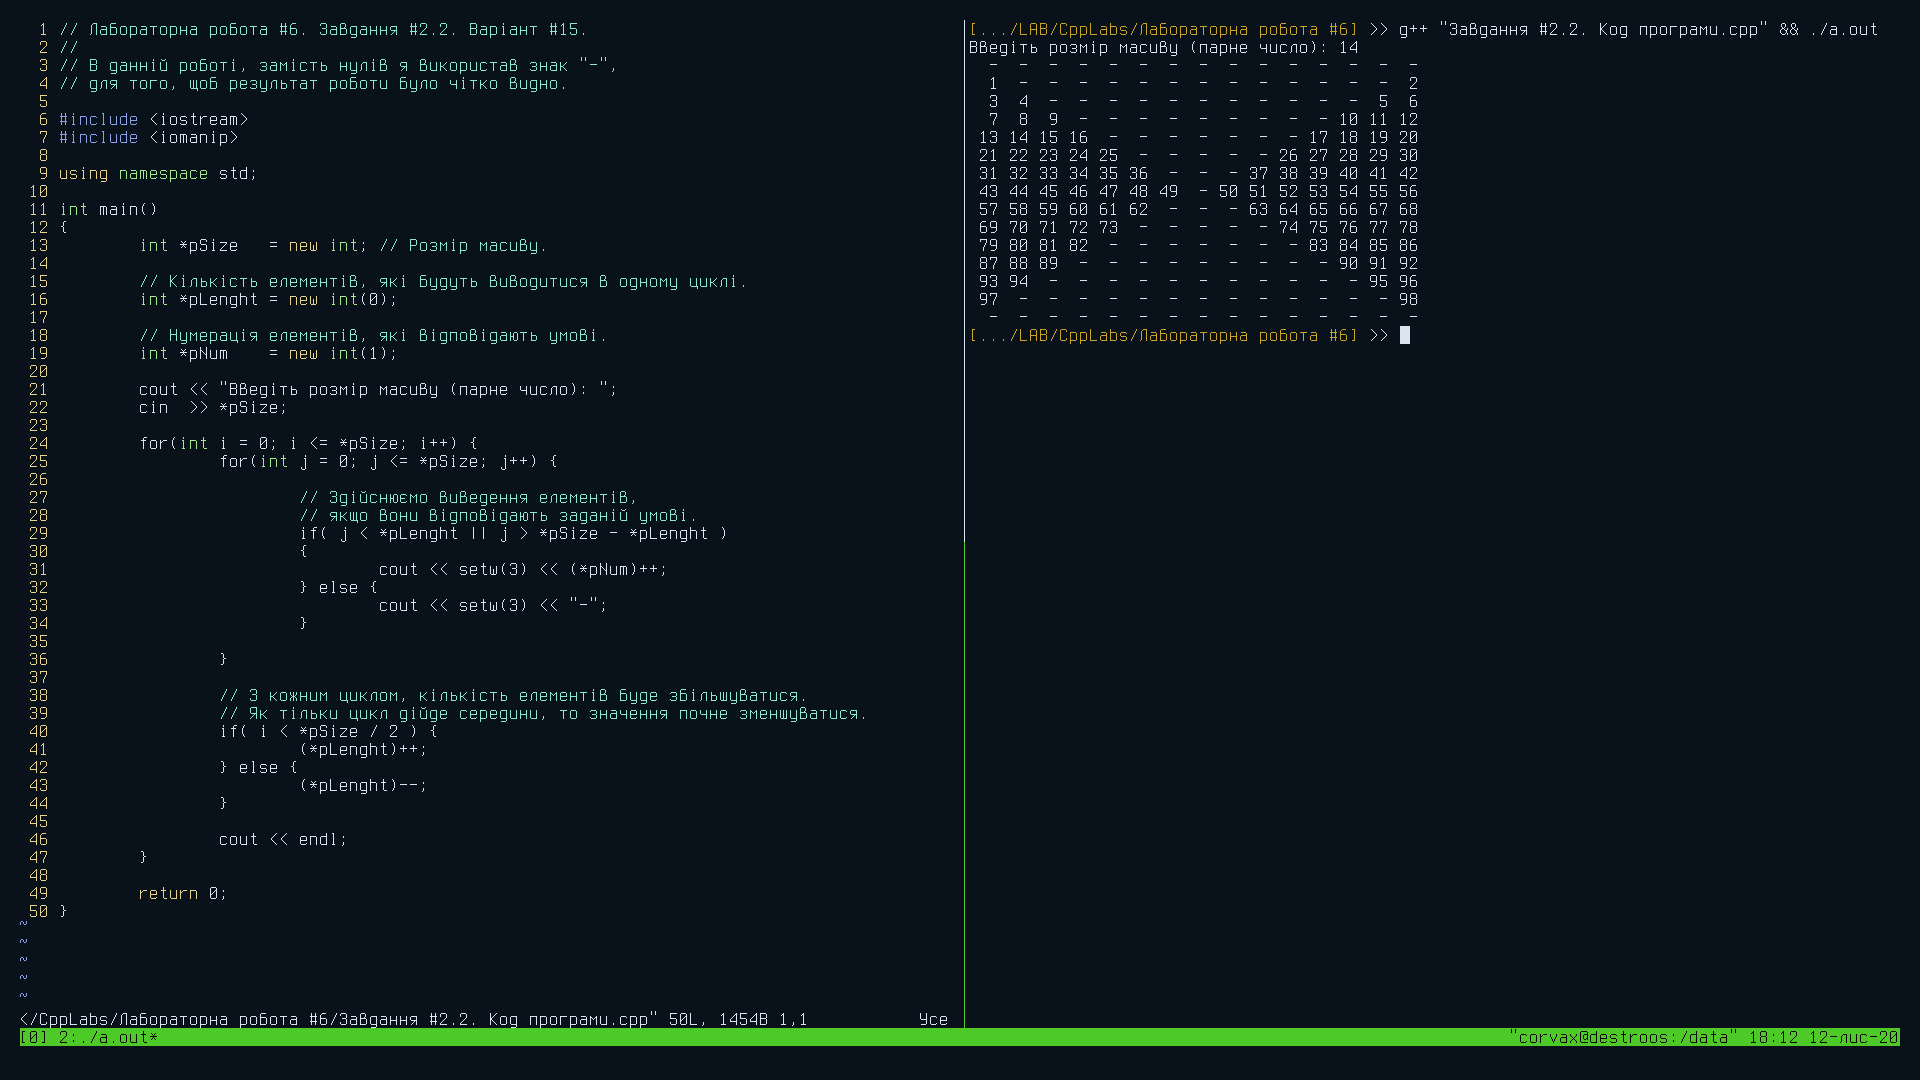 1 // Лабораторна робота #6. Завдання #2.2. Варіант #15.
2 //
3 // В данній роботі, замість нулів я використав знак "-",
4 // для того, щоб результат роботи було чітко видно.
5
6 #include <iostream>
7 #include <iomanip>
8
9 using namespace std;
10
11 int main()
12 {
13         int *pSize   = new int; // Розмір масиву.
14
15         // Кількість елементів, які будуть виводитися в одному циклі.
16         int *pLenght = new int(0);
17
18         // Нумерація елементів, які відповідають умові.
19         int *pNum    = new int(1);
20
21         cout << "Введіть розмір масиву (парне число): ";
22         cin  >> *pSize;
23
24         for(int i = 0; i <= *pSize; i++) {
25                 for(int j = 0; j <= *pSize; j++) {
26
27                         // Здійснюємо виведення елементів,
28                         // якщо вони відповідають заданій умові.
29                         if( j < *pLenght || j > *pSize - *pLenght )
30                         {
31                                 cout << setw(3) << (*pNum)++;
32                         } else {
33                                 cout << setw(3) << "-";
34                         }
35
36                 }
37
38                 // З кожним циклом, кількість елементів буде збільшуватися.
39                 // Як тільки цикл дійде середини, то значення почне зменшуватися.
40                 if( i < *pSize / 2 ) {
41                         (*pLenght)++;
42                 } else {
43                         (*pLenght)--;
44                 }
45
46                 cout << endl;
47         }
48
49         return 0;
50 }
~
~
~
~
~
</CppLabs/Лабораторна робота #6/Завдання #2.2. Код програми.cpp" 50L, 1454B 1,1 Усе
[.../LAB/CppLabs/Лабораторна робота #6] >> g++ "Завдання #2.2. Код програми.cpp" && ./a.out
Введіть розмір масиву (парне число): 14
  -  -  -  -  -  -  -  -  -  -  -  -  -  -  -
  1  -  -  -  -  -  -  -  -  -  -  -  -  -  2
  3  4  -  -  -  -  -  -  -  -  -  -  -  5  6
  7  8  9  -  -  -  -  -  -  -  -  - 10 11 12
 13 14 15 16  -  -  -  -  -  -  - 17 18 19 20
 21 22 23 24 25  -  -  -  -  - 26 27 28 29 30
 31 32 33 34 35 36  -  -  - 37 38 39 40 41 42
 43 44 45 46 47 48 49  - 50 51 52 53 54 55 56
 57 58 59 60 61 62  -  -  - 63 64 65 66 67 68
 69 70 71 72 73  -  -  -  -  - 74 75 76 77 78
 79 80 81 82  -  -  -  -  -  -  - 83 84 85 86
 87 88 89  -  -  -  -  -  -  -  -  - 90 91 92
 93 94  -  -  -  -  -  -  -  -  -  -  - 95 96
 97  -  -  -  -  -  -  -  -  -  -  -  -  - 98
  -  -  -  -  -  -  -  -  -  -  -  -  -  -  -
[.../LAB/CppLabs/Лабораторна робота #6] >>
[0] 2:./a.out* "corvax@destroos:/data" 18:12 12-лис-20